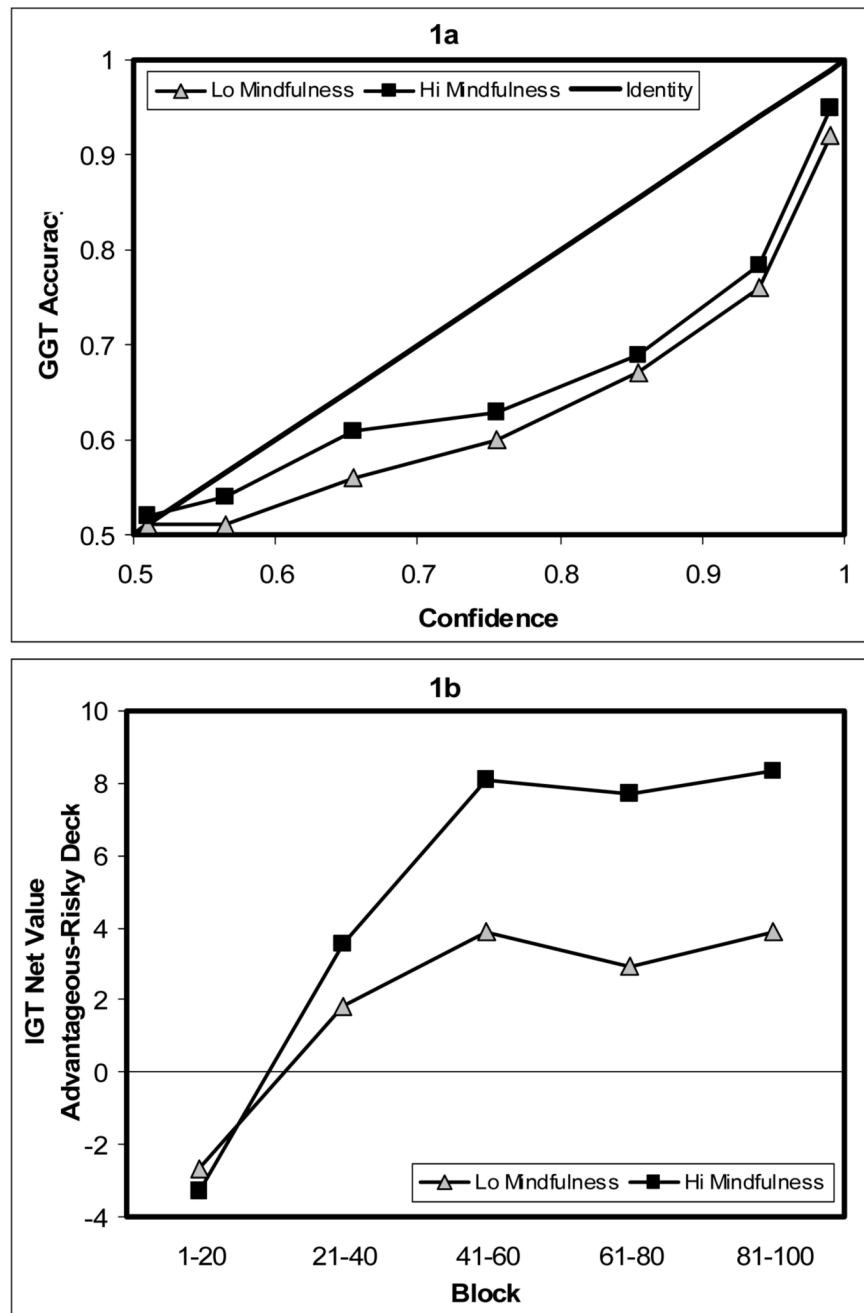 1a
Lo Mindfulness Hi Mindfulness Identity
1
0.9
0.8
0.7
0.6
0.5
GGT Accurac
0.5 0.6 0.7 0.8 0.9 1
Confidence
1b
10
8
6
4
2
0
-2
-4
IGT Net Value
Advantageous-Risky Deck
Lo Mindfulness Hi Mindfulness
1-20 21-40 41-60 61-80 81-100
Block